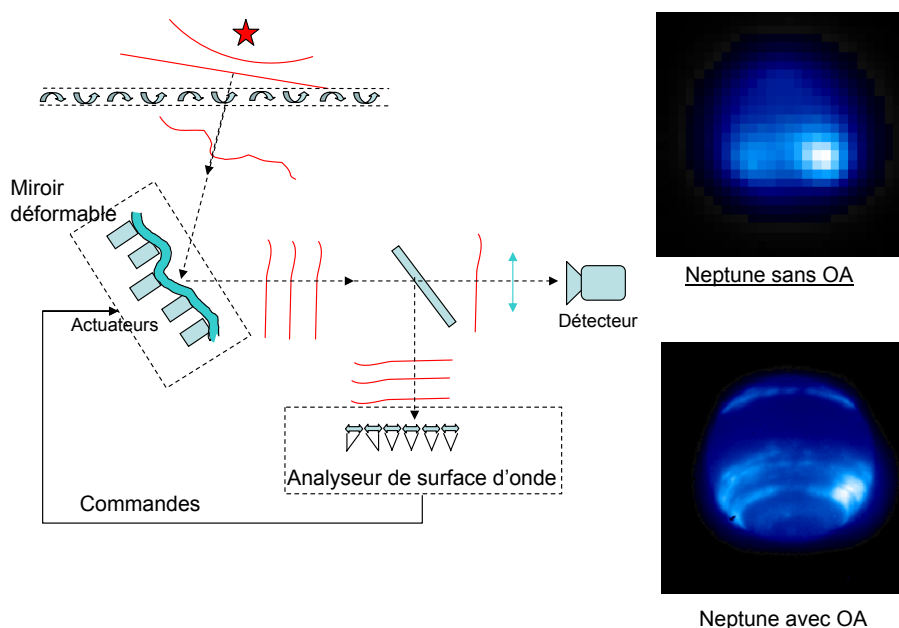 Miroir
déformable
Actuateurs
Détecteur
Analyseur de surface d'onde
Commandes
Neptune sans OA
Neptune avec OA